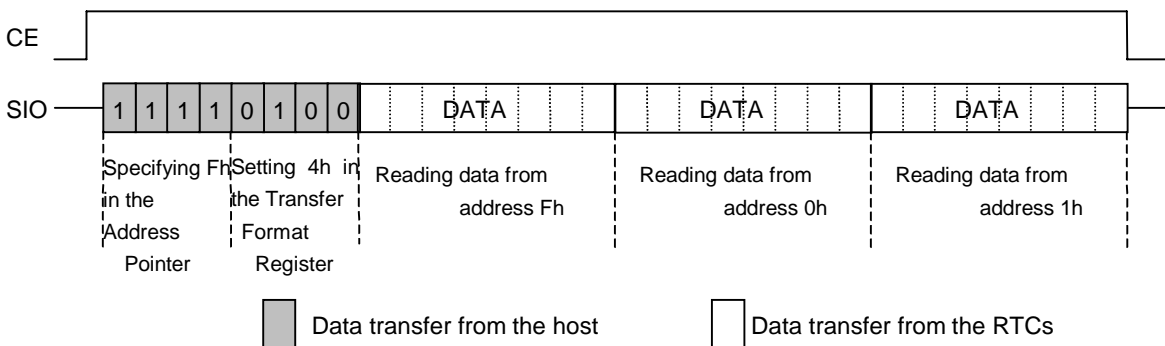 CE
SIO 1 1 1 1 0 1 0 0 DATA DATA DATA
Specifying Fh
in the
Address
Pointer
Setting 4h in
the Transfer
Format
Register
Reading data from
address Fh
Reading data from
address 0h
Reading data from
address 1h
Data transfer from the host
Data transfer from the RTCs